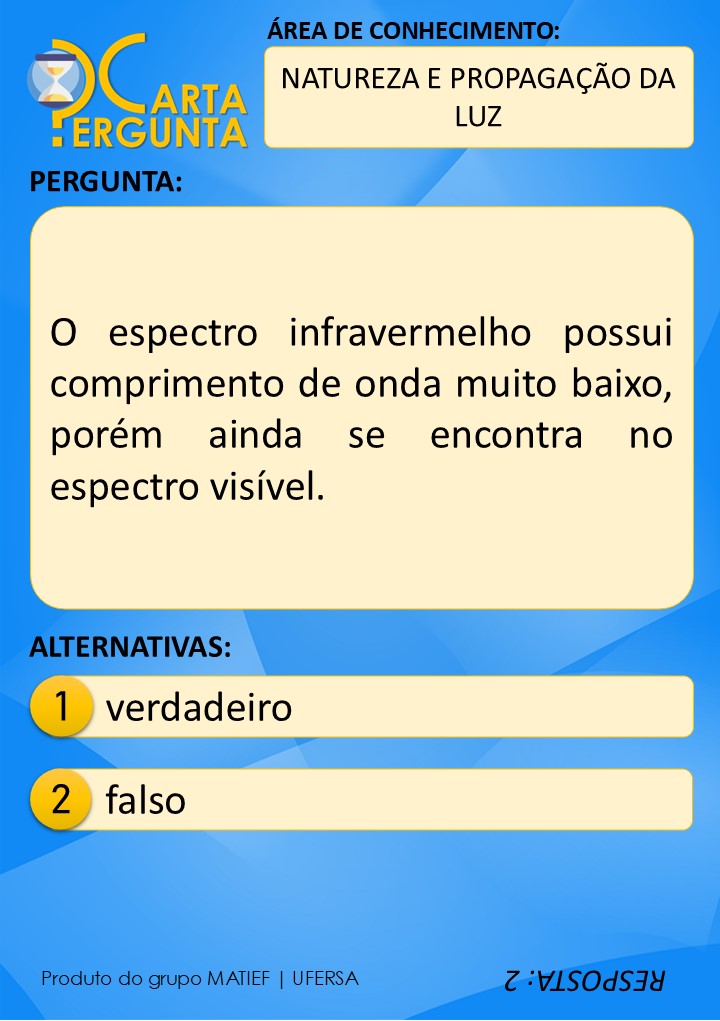 CARTA
PERGUNTA
ÁREA DE CONHECIMENTO:
NATUREZA E PROPAGAÇÃO DA
LUZ
PERGUNTA:
O espectro infravermelho possui
comprimento de onda muito baixo,
porém ainda se encontra no
espectro visível.
ALTERNATIVAS:
1 verdadeiro
2 falso
Produto do grupo MATIEF | UFERSA
RESPOSTA: 2